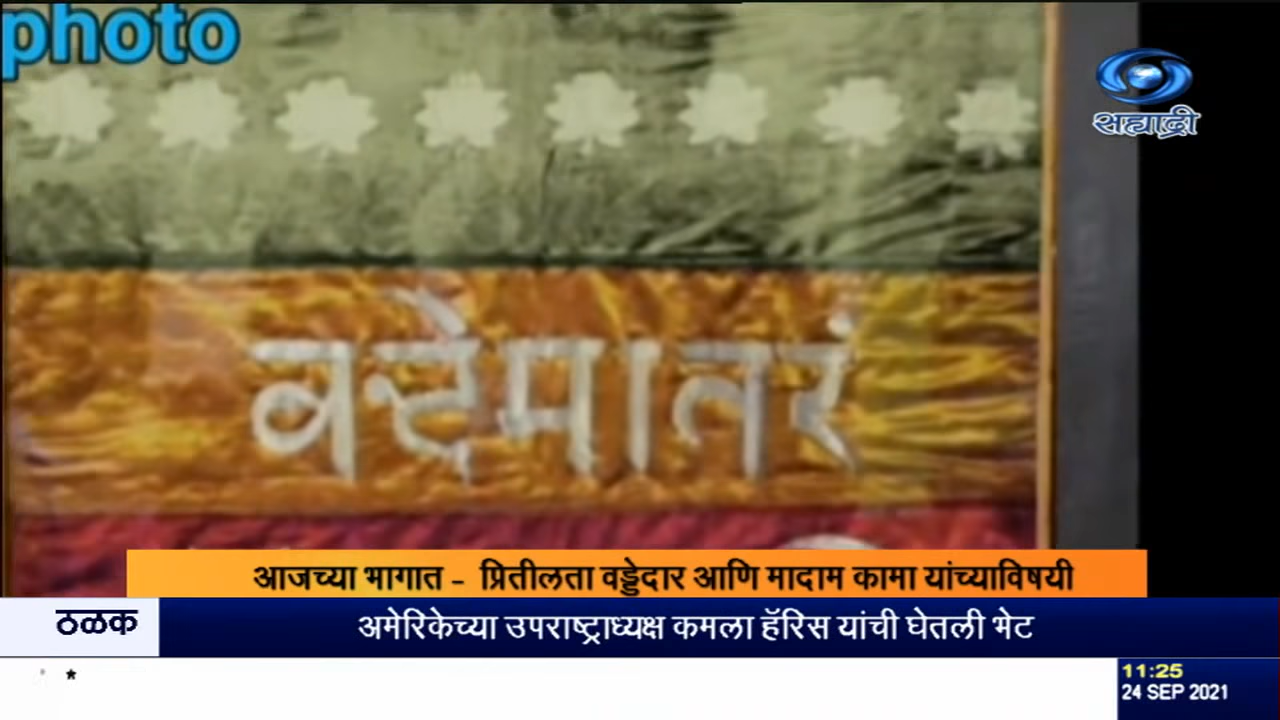 photo
सह्याद्री
वन्देमातरं
आजच्या भागात - प्रितीलता वड्डेदार आणि मादाम कामा यांच्याविषयी
ठळक
अमेरिकेच्या उपराष्ट्राध्यक्ष कमला हॅरिस यांची घेतली भेट
*
11:25
24 SEP 2021